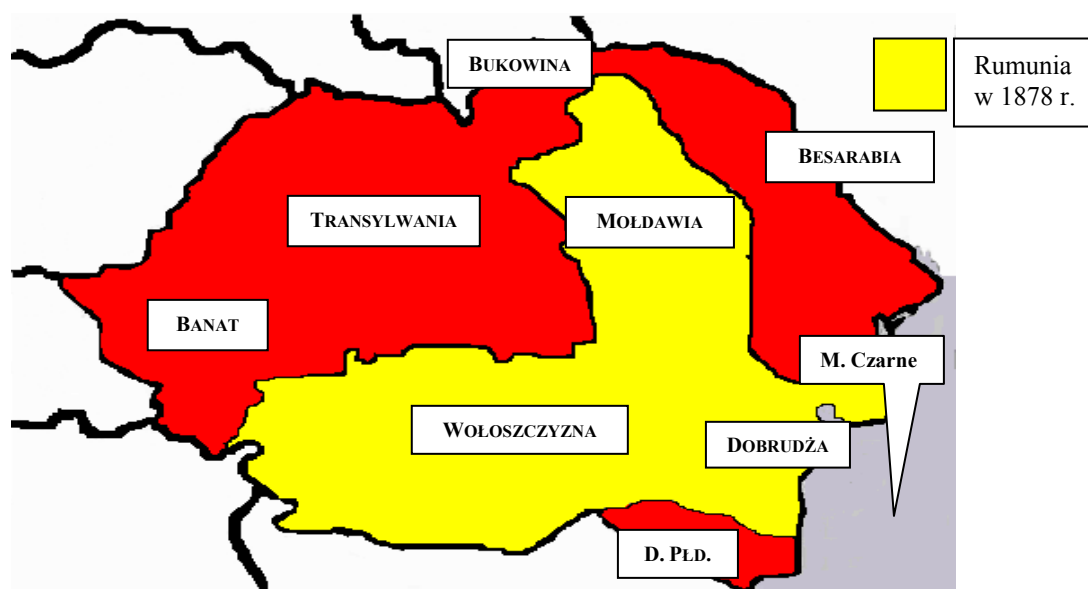 BUKOWINA
Rumunia
w 1878 r.
BESARABIA
TRANSYLWANIA
MOŁDAWIA
BANAT
M. Czarne
WOŁOSZCZYZNA
DOBRUDŻA
D. PŁD.